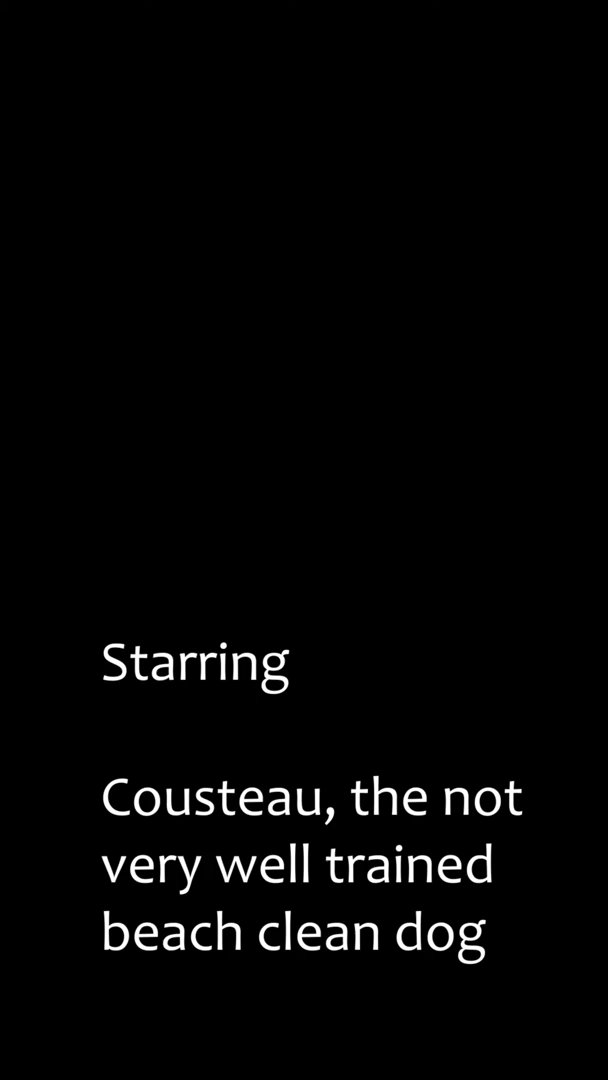 Starring
Cousteau, the not
very well trained
beach clean dog